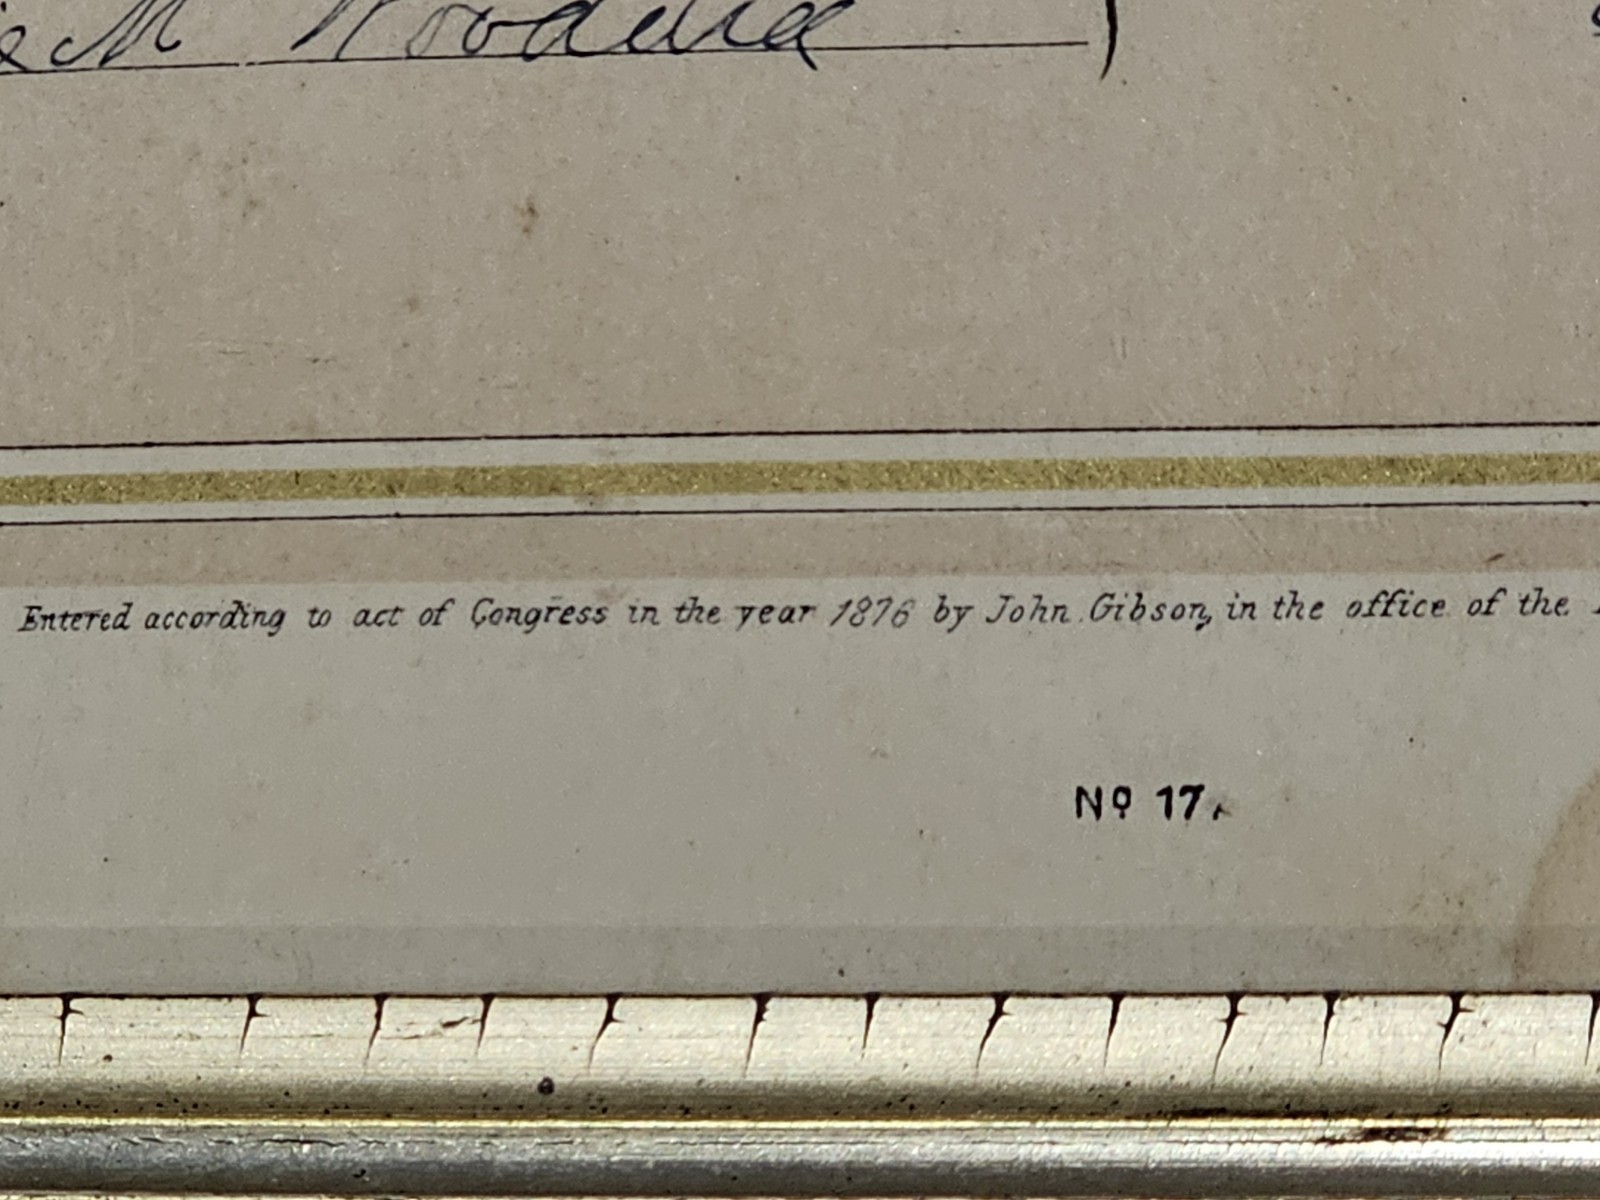 M
Entered according to act of Congress in the year 1876 by John Gibson, in the office of the
Nº 17.